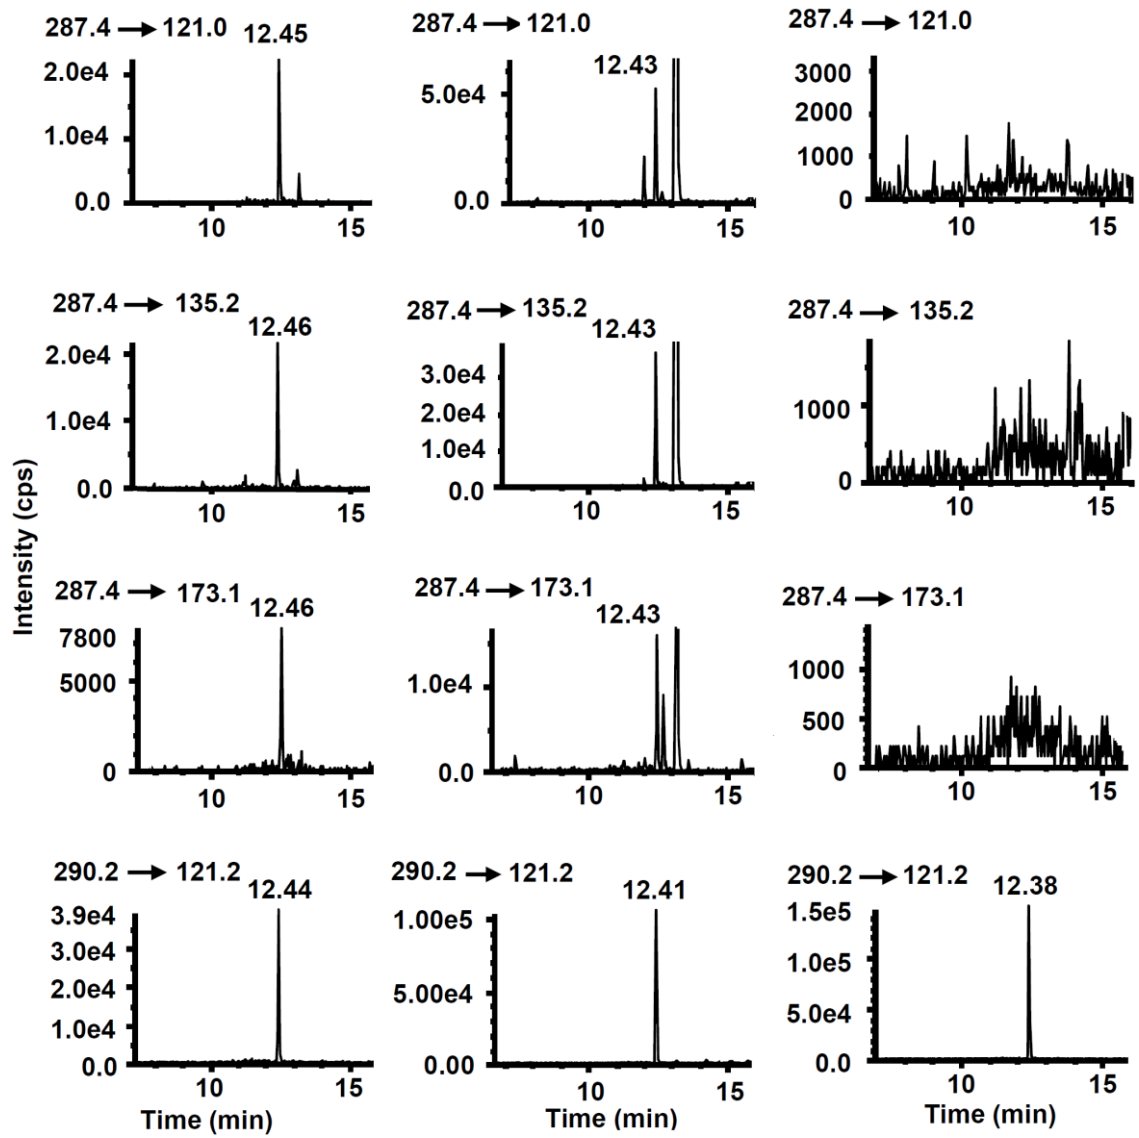 287.4 → 121.0 12.45
2.0e4
1.0e4
0.0
10 15
287.4 → 121.0
12.43
5.0e4
0.0
10 15
287.4 → 121.0
3000
2000
1000
0
10 15
287.4 → 135.2
12.46
2.0e4
1.0e4
0.0
10 15
287.4 → 135.2
12.43
3.0e4
2.0e4
1.0e4
0.0
10 15
287.4 → 135.2
1000
0
10 15
Intensity (cps)
287.4 → 173.1
12.46
7800
5000
0
10 15
287.4 → 173.1
12.43
1.0e4
0.0
10 15
287.4 → 173.1
1000
500
0
10 15
290.2 → 121.2
12.44
3.9e4
3.0e4
2.0e4
1.0e4
0.0
10 15
Time (min)
290.2 → 121.2
12.41
1.00e5
5.00e4
0.00
10 15
Time (min)
290.2 → 121.2
12.38
1.5e5
1.0e5
5.0e4
0.0
10 15
Time (min)